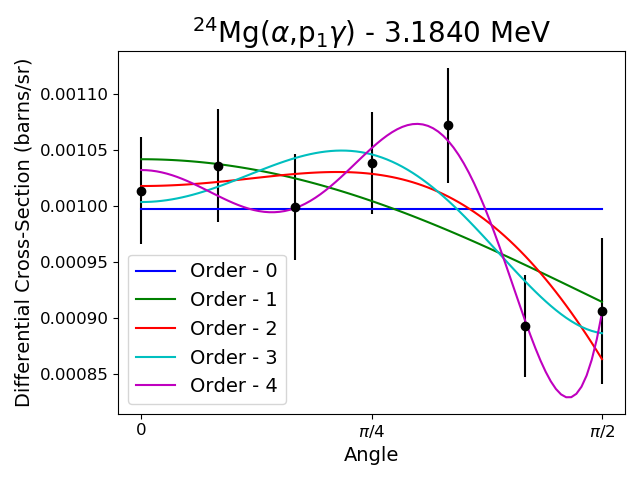 ²⁴Mg(α,p₁γ) - 3.1840 MeV
Differential Cross-Section (barns/sr)
0.00110
0.00105
0.00100
0.00095
0.00090
0.00085
Order - 0
Order - 1
Order - 2
Order - 3
Order - 4
0
π/4
π/2
Angle